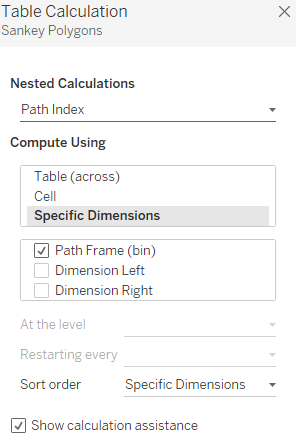 Table Calculation
Sankey Polygons
Nested Calculations
Path Index
Compute Using
Table (across)
Cell
Specific Dimensions
Path Frame (bin)
Dimension Left
Dimension Right
At the level
Restarting every
Sort order Specific Dimensions
Show calculation assistance